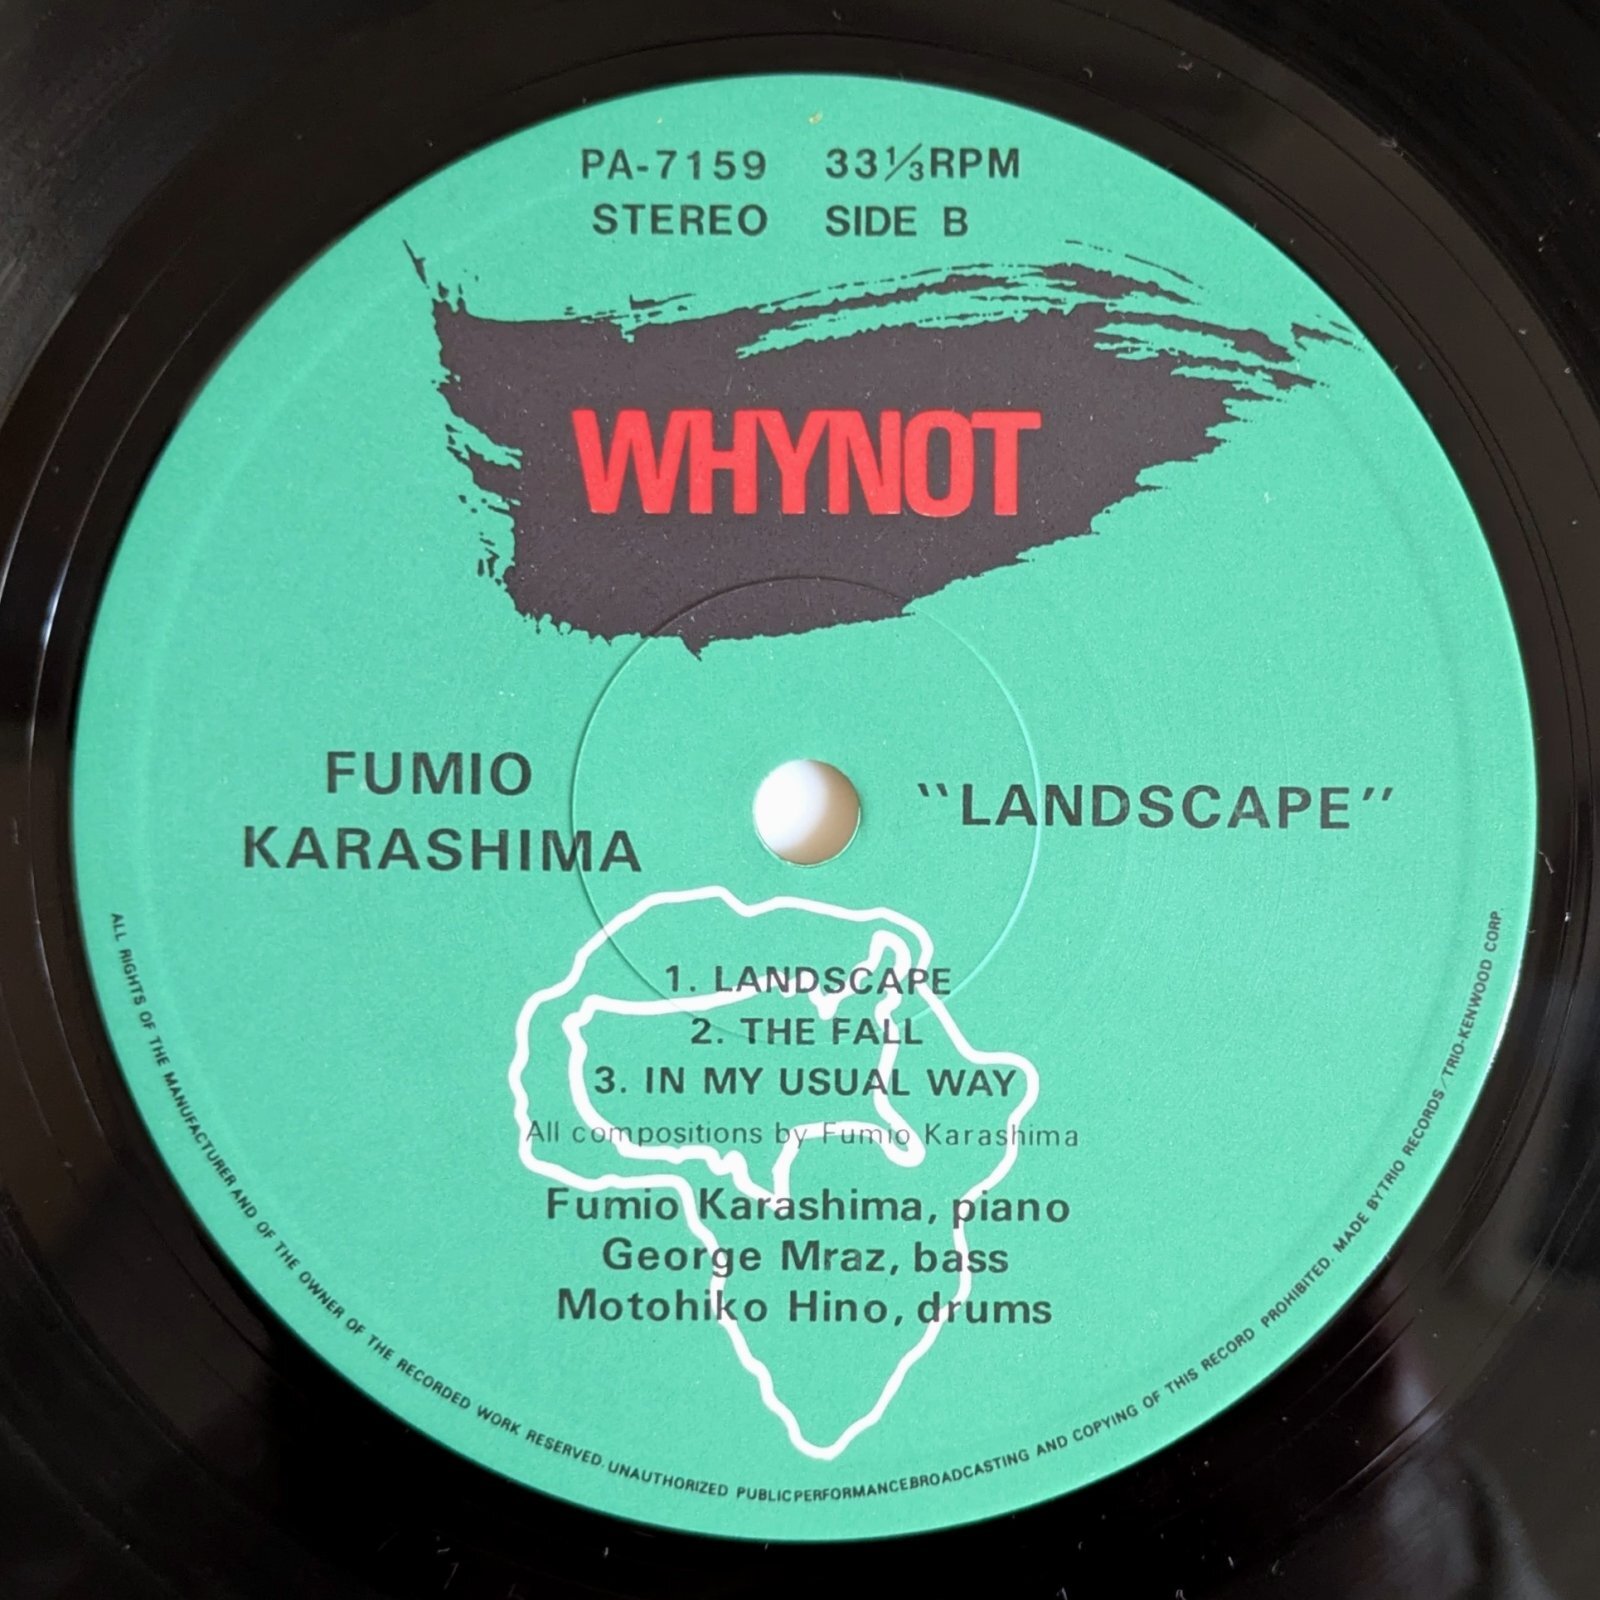 PA-7159 33⅓RPM
STEREO SIDE B
WHYNOT
FUMIO
KARASHIMA
"LANDSCAPE"
1. LANDSCAPE
2. THE FALL
3. IN MY USUAL WAY
All compositions by Fumio Karashima
Fumio Karashima, piano
George Mraz, bass
Motohiko Hino, drums
ALL RIGHTS OF THE MANUFACTURER AND OF THE OWNER OF THE RECORDED WORK RESERVED. UNAUTHORIZED PUBLIC PERFORMANCE BROADCASTING AND COPYING OF THIS RECORD PROHIBITED. MADE BY TRIO RECORDS/TRIO-KENWOOD CORP.